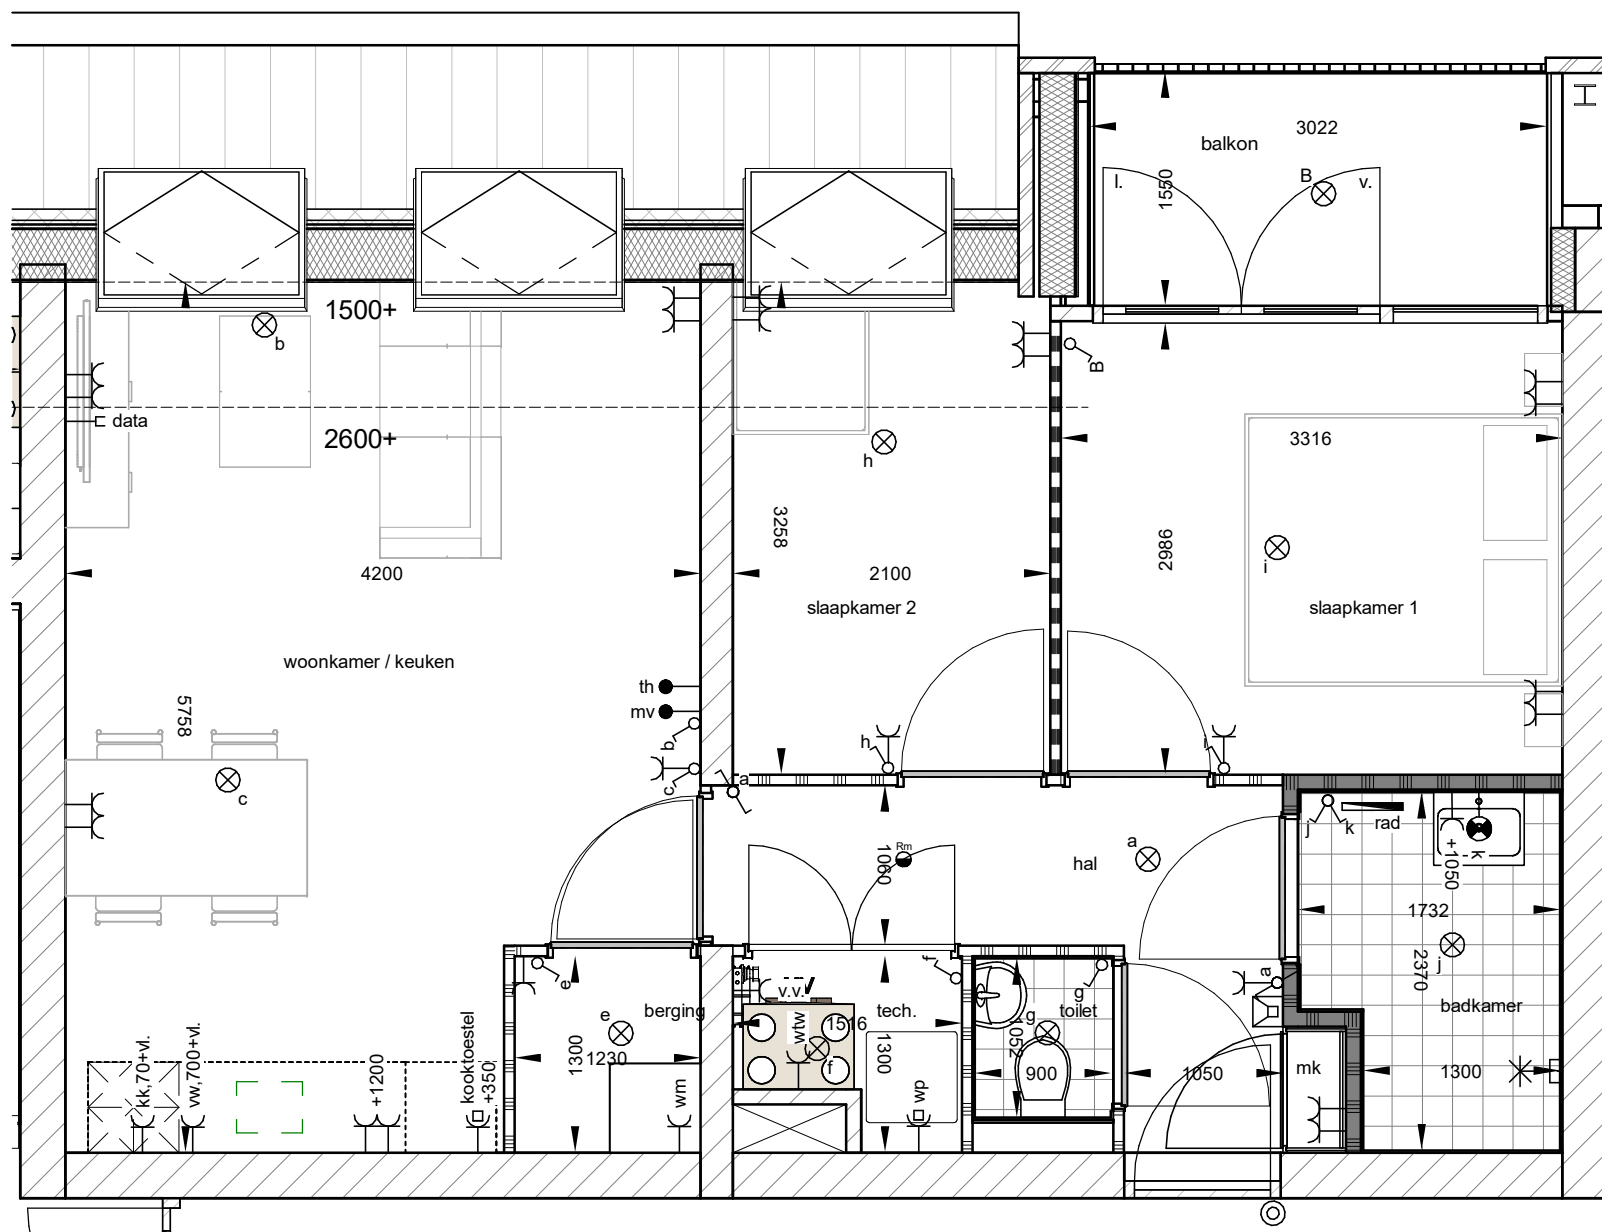 balkon
3022
1550
l.
B
v.
1500+
b
data
2600+
h
B
3316
3258
2986
i
4200
2100
slaapkamer 2
slaapkamer 1
woonkamer / keuken
th
mv
5758
b
c
c
a
h
i
j
k
rad
k
+1050
Rm
1060
a
hal
1732
2370
j
badkamer
e
e
berging
1300
1230
f
v.v.
wtw
1516
tech.
f
1300
g
g
toilet
1052
900
1050
a
mk
1300
kk,70+vl.
vw,700+vl.
+1200
kooktoestel
+350
wm
wp